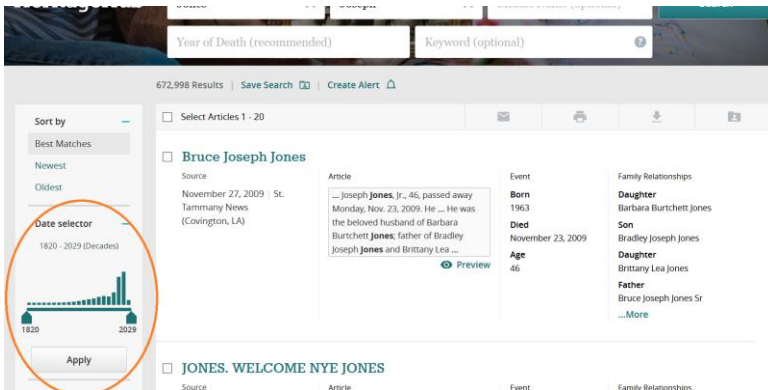 Year of Death (recommended)
Keyword (optional)
672,998 Results | Save Search | Create Alert
Sort by
Best Matches
Newest
Oldest
Date selector
1820 - 2029 (Decades)
1820 2029
Apply
Select Articles 1 - 20
Bruce Joseph Jones
Source
November 27, 2009 | St.
Tammany News
(Covington, LA)
Article
... Joseph Jones, Jr., 46, passed away
Monday, Nov. 23, 2009. He ... He was
the beloved husband of Barbara
Burtchett Jones; father of Bradley
Joseph Jones and Brittany Lea ...
Preview
Event
Born
1963
Died
November 23, 2009
Age
46
Family Relationships
Daughter
Barbara Burtchett Jones
Son
Bradley Joseph Jones
Daughter
Brittany Lea Jones
Father
Bruce Joseph Jones Sr
...More
JONES. WELCOME NYE JONES
Source
Article
Event
Family Relationships